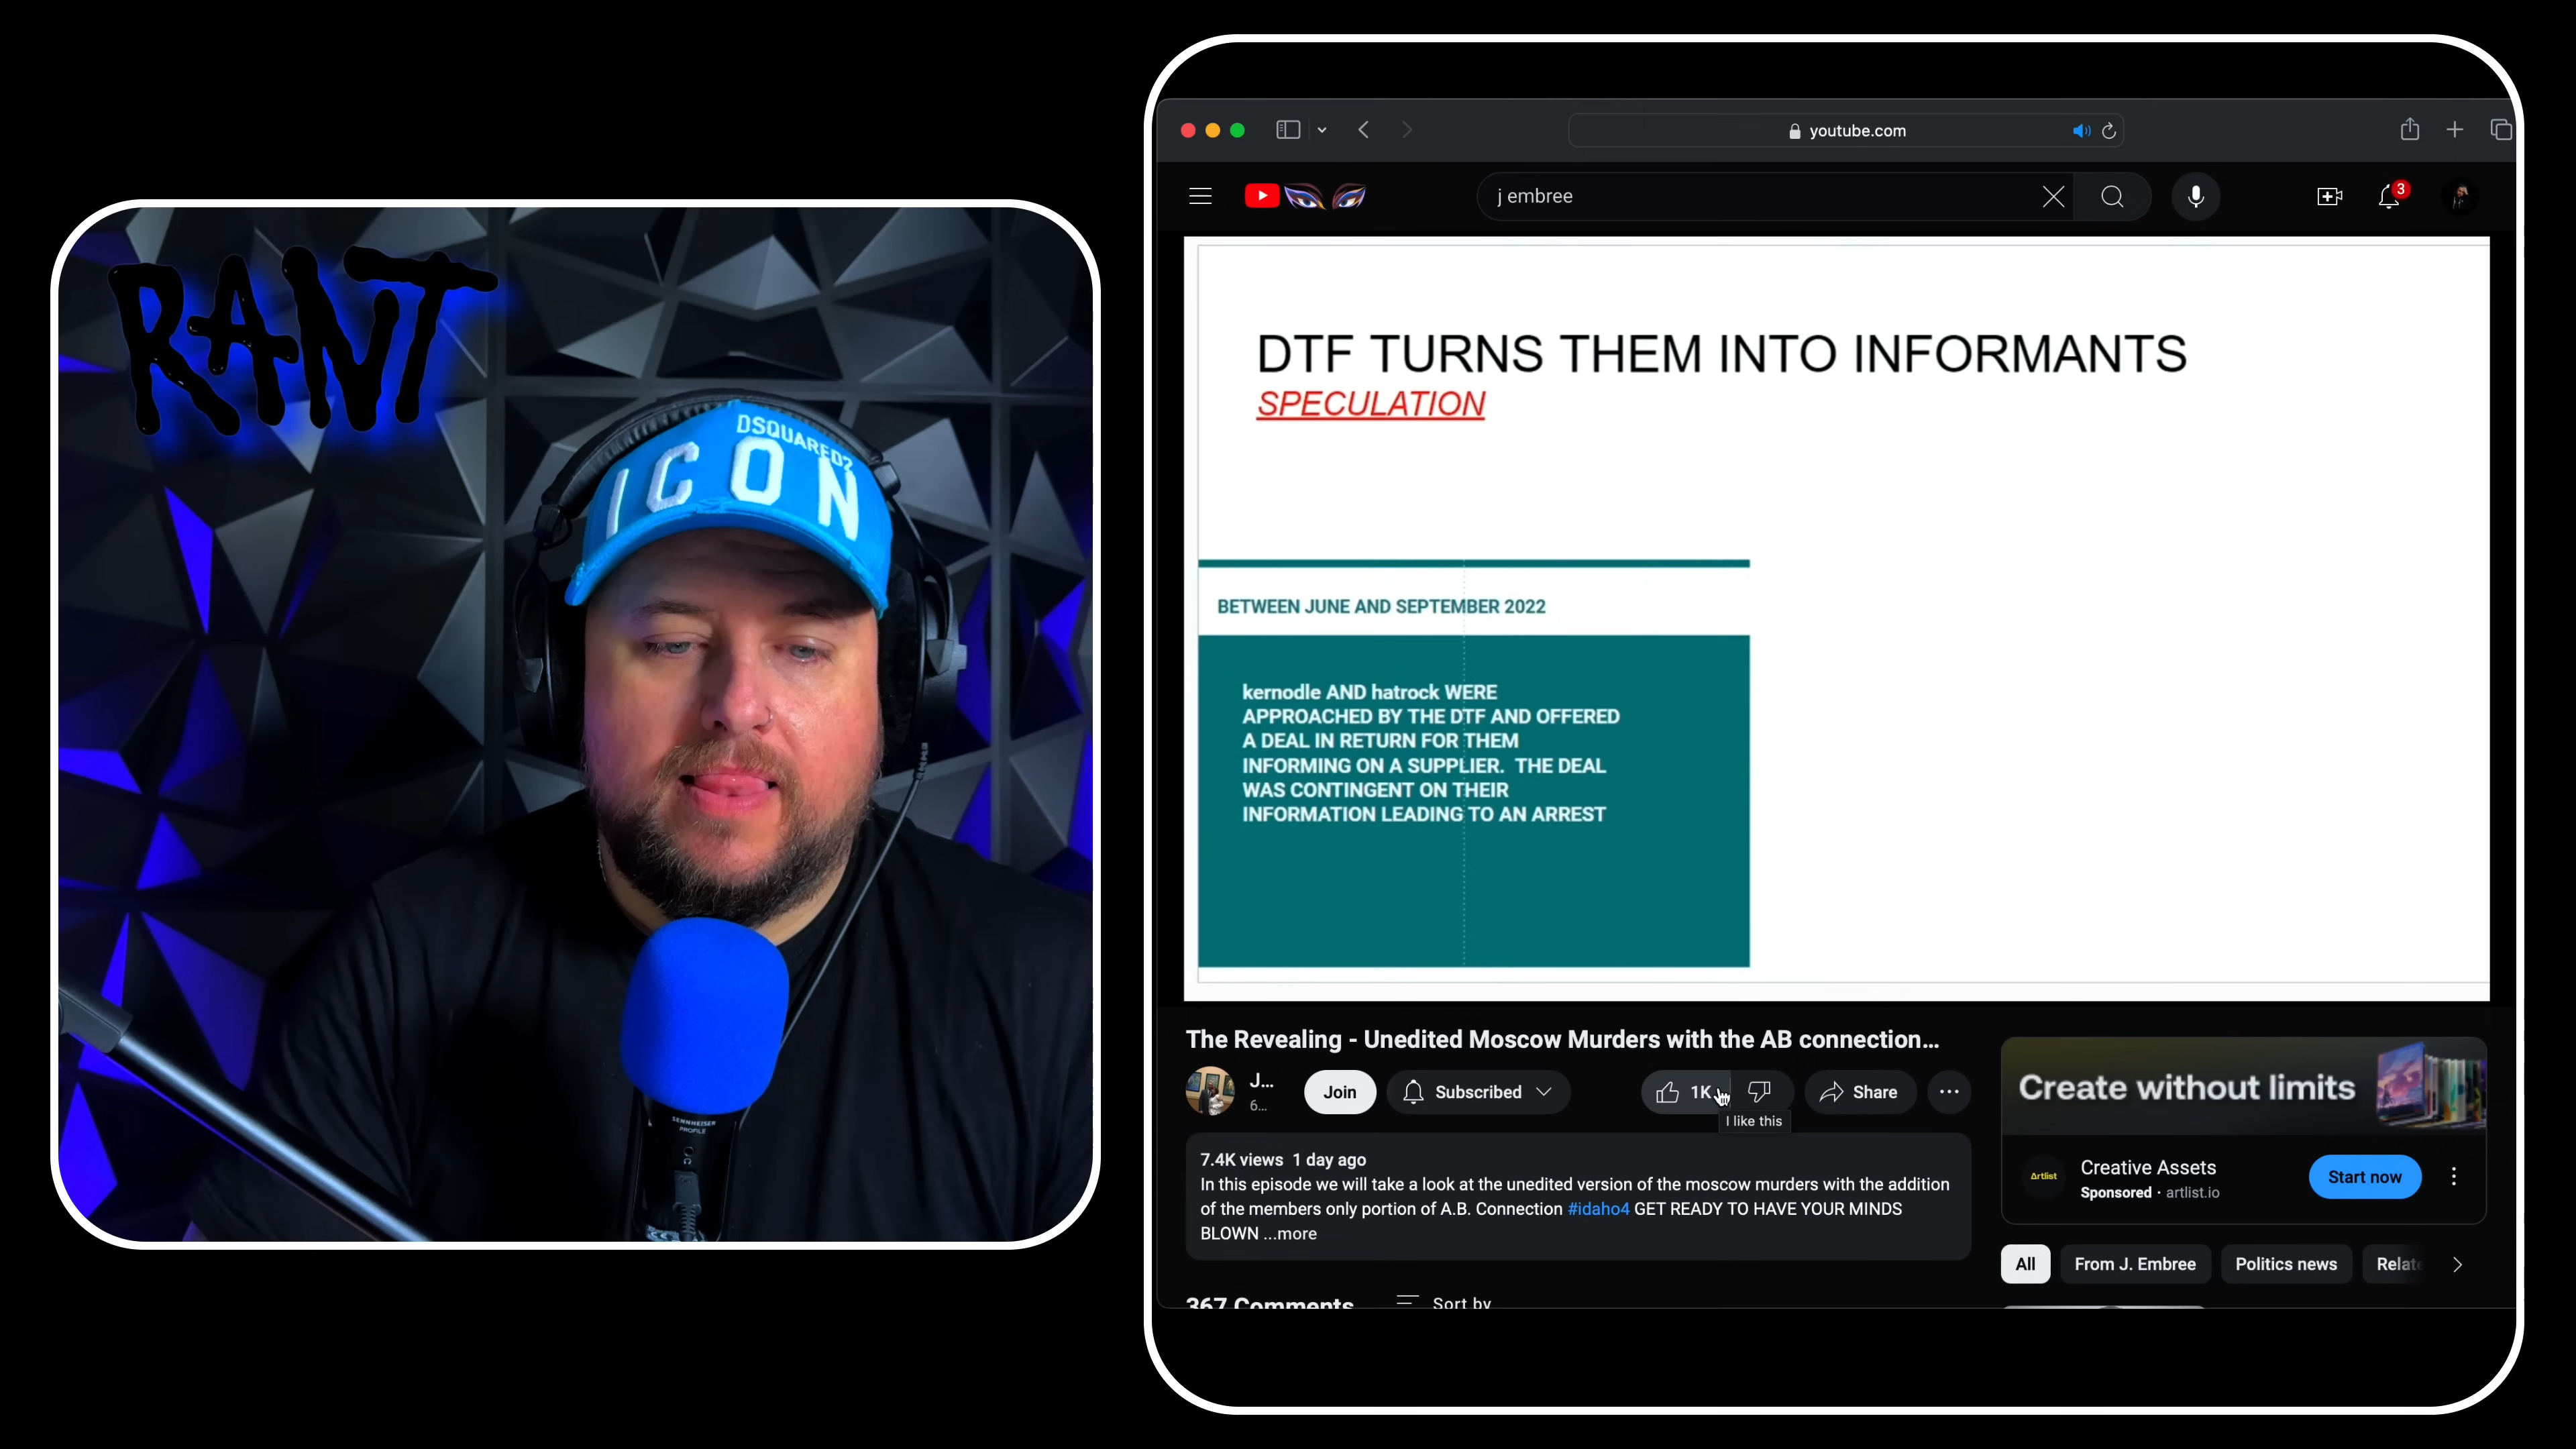 RANT
DSQUARED2
ICON
SENNHEISER
PROFILE
youtube.com
j embree
3
DTF TURNS THEM INTO INFORMANTS
SPECULATION
BETWEEN JUNE AND SEPTEMBER 2022
kernodle AND hatrock WERE
APPROACHED BY THE DTF AND OFFERED
A DEAL IN RETURN FOR THEM
INFORMING ON A SUPPLIER. THE DEAL
WAS CONTINGENT ON THEIR
INFORMATION LEADING TO AN ARREST
The Revealing - Unedited Moscow Murders with the AB connection...
J...
6...
Join
Subscribed
1K
Share
I like this
7.4K views 1 day ago
In this episode we will take a look at the unedited version of the moscow murders with the addition
of the members only portion of A.B. Connection #idaho4 GET READY TO HAVE YOUR MINDS
BLOWN ...more
367 Comments
Sort by
Create without limits
Artlist
Creative Assets
Sponsored · artlist.io
Start now
All
From J. Embree
Politics news
Relate